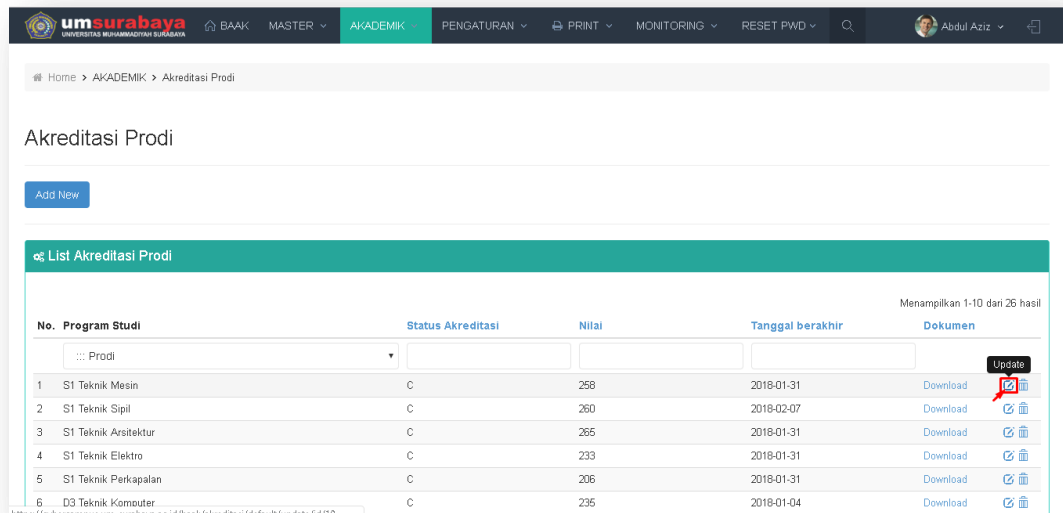 umsurabaya
UNIVERSITAS MUHAMMADIYAH SURABAYA
BAAK MASTER AKADEMIK PENGATURAN PRINT MONITORING RESET PWD Abdul Aziz
Home > AKADEMIK > Akreditasi Prodi
Akreditasi Prodi
Add New
List Akreditasi Prodi
Menampilkan 1-10 dari 26 hasil
No. Program Studi Status Akreditasi Nilai Tanggal berakhir Dokumen
::: Prodi
Update
1 S1 Teknik Mesin C 258 2018-01-31 Download
2 S1 Teknik Sipil C 260 2018-02-07 Download
3 S1 Teknik Arsitektur C 265 2018-01-31 Download
4 S1 Teknik Elektro C 233 2018-01-31 Download
5 S1 Teknik Perkapalan C 206 2018-01-31 Download
6 D3 Teknik Komputer C 235 2018-01-04 Download